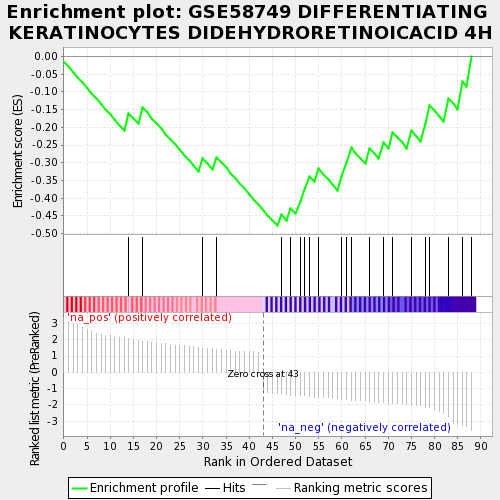 Enrichment plot: GSE58749 DIFFERENTIATING
KERATINOCYTES DIDEHYDRORETINOICACID 4H
Enrichment score (ES)
0.00
-0.05
-0.10
-0.15
-0.20
-0.25
-0.30
-0.35
-0.40
-0.45
-0.50
Ranked list metric (PreRanked)
3
2
1
0
-1
-2
-3
'na_pos' (positively correlated)
Zero cross at 43
'na_neg' (negatively correlated)
0 5 10 15 20 25 30 35 40 45 50 55 60 65 70 75 80 85 90
Rank in Ordered Dataset
Enrichment profile Hits Ranking metric scores